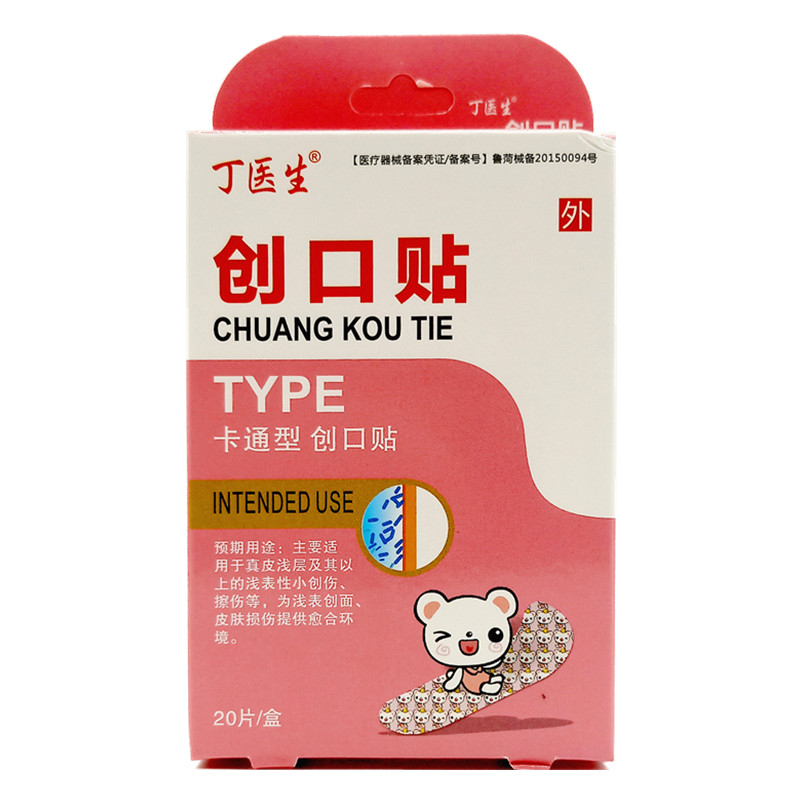 丁医生®
创口贴
丁医生®
【医疗器械备案凭证/备案号】鲁菏械备20150094号
外
创口贴
CHUANG KOU TIE
TYPE
卡通型 创口贴
INTENDED USE
预期用途：主要适
用于真皮浅层及其以
上的浅表性小创伤、
擦伤等，为浅表创面、
皮肤损伤提供愈合环
境。
20片/盒